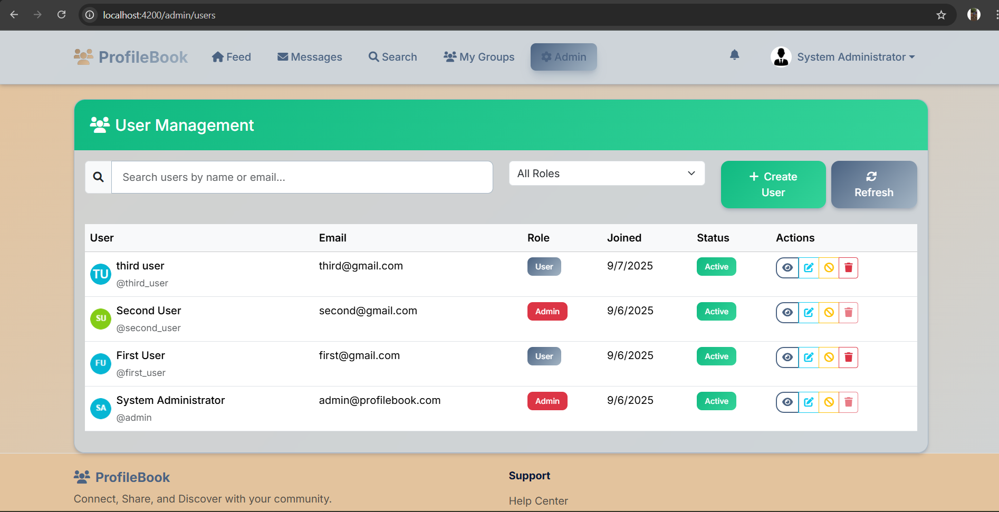 localhost:4200/admin/users
ProfileBook Feed Messages Search My Groups Admin System Administrator
User Management
Search users by name or email...
All Roles
Create
User
Refresh
User Email Role Joined Status Actions
TU third user third@gmail.com User 9/7/2025 Active
@third_user
SU Second User second@gmail.com Admin 9/6/2025 Active
@second_user
FU First User first@gmail.com User 9/6/2025 Active
@first_user
SA System Administrator admin@profilebook.com Admin 9/6/2025 Active
@admin
ProfileBook
Connect, Share, and Discover with your community.
Support
Help Center